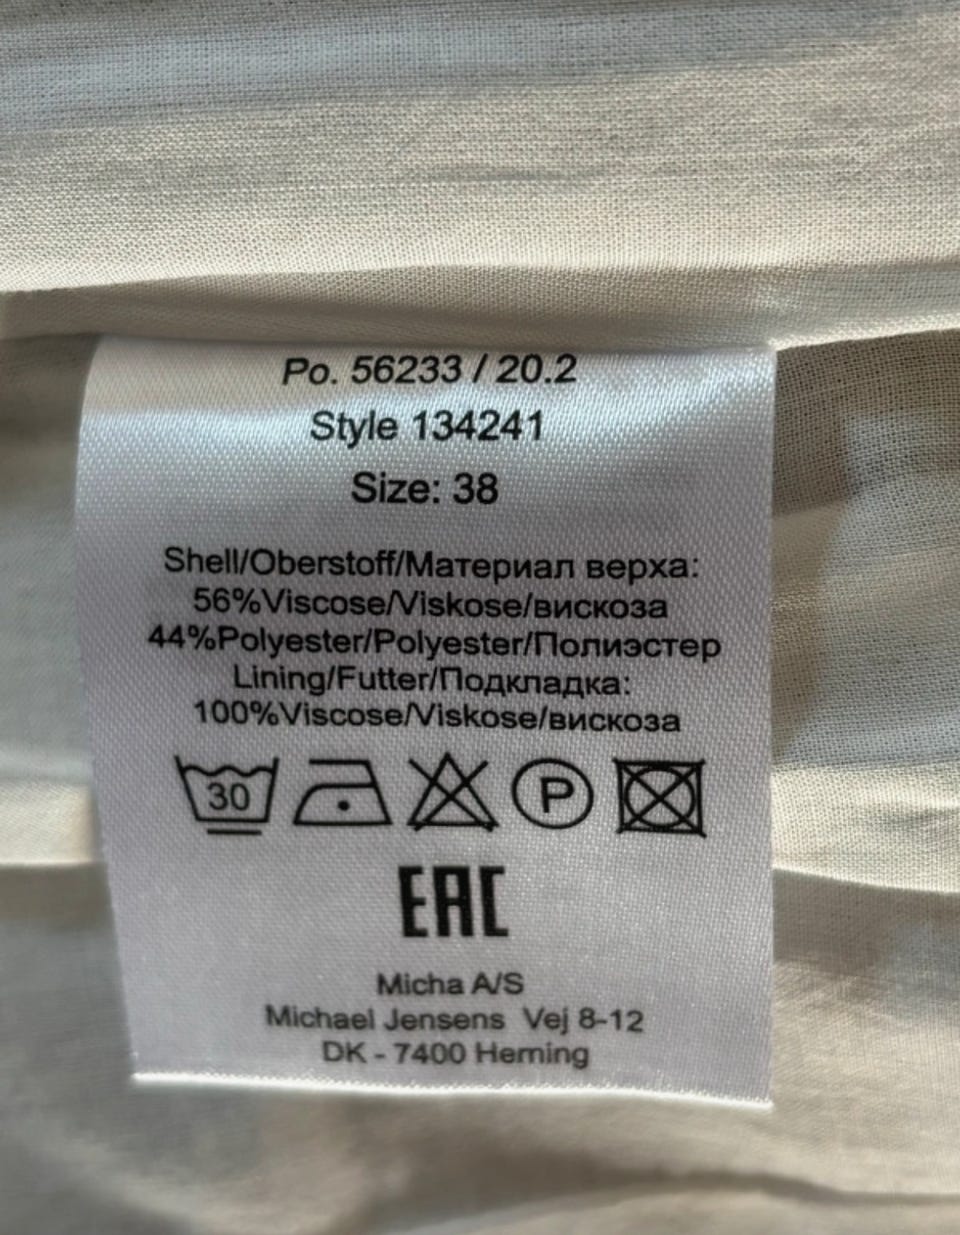 Po. 56233 / 20.2
Style 134241
Size: 38
Shell/Oberstoff/Материал верха:
56%Viscose/Viskose/вискоза
44%Polyester/Polyester/Полиэстер
Lining/Futter/Подкладка:
100%Viscose/Viskose/вискоза
30 P
EAC
Micha A/S
Michael Jensens Vej 8-12
DK - 7400 Herning